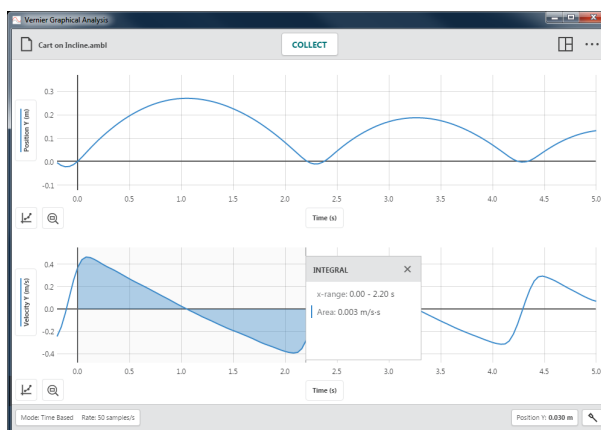 Vernier Graphical Analysis
Cart on Incline.ambl
COLLECT
Position Y (m)
0.3
0.2
0.1
0.0
-0.1
0.0 0.5 1.0 1.5 2.0 2.5 3.0 3.5 4.0 4.5 5.0
Time (s)
Velocity Y (m/s)
0.4
0.2
0.0
-0.2
-0.4
INTEGRAL
x-range: 0.00 - 2.20 s
Area: 0.003 m/s·s
0.0 0.5 1.0 1.5 2.0 2.5 3.0 3.5 4.0 4.5 5.0
Time (s)
Mode: Time Based Rate: 50 samples/s
Position Y: 0.030 m